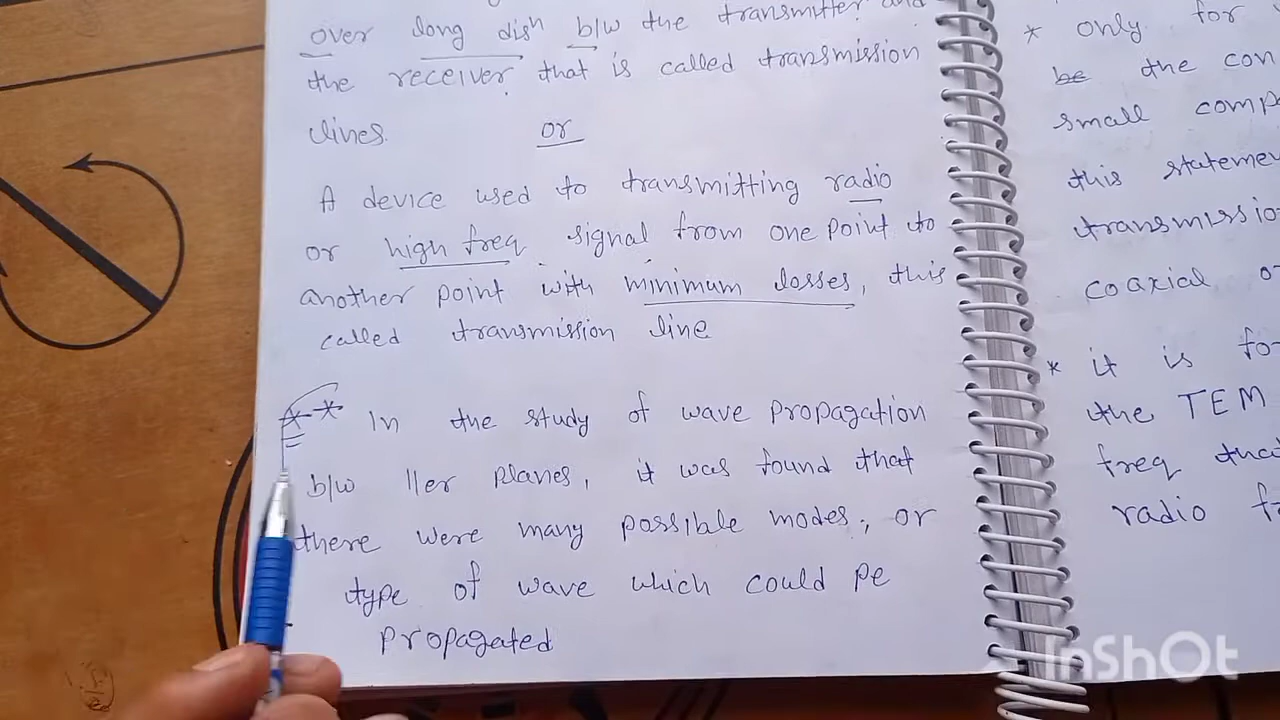 over long dish b/w the transmitter and
the receiver that is called transmission
lines.
or
A device used to transmitting radio
or high freq signal from one point to
another point with minimum losses, this
called transmission line
** In the study of wave propagation
b/w ller planes, it was found that
there were many possible modes, or
type of wave which could pe
propagated
* only for
be the con
small comp
this stateme
transmissio
coaxial o
* it is fo
the TEM
freq tha
radio f
InShOt